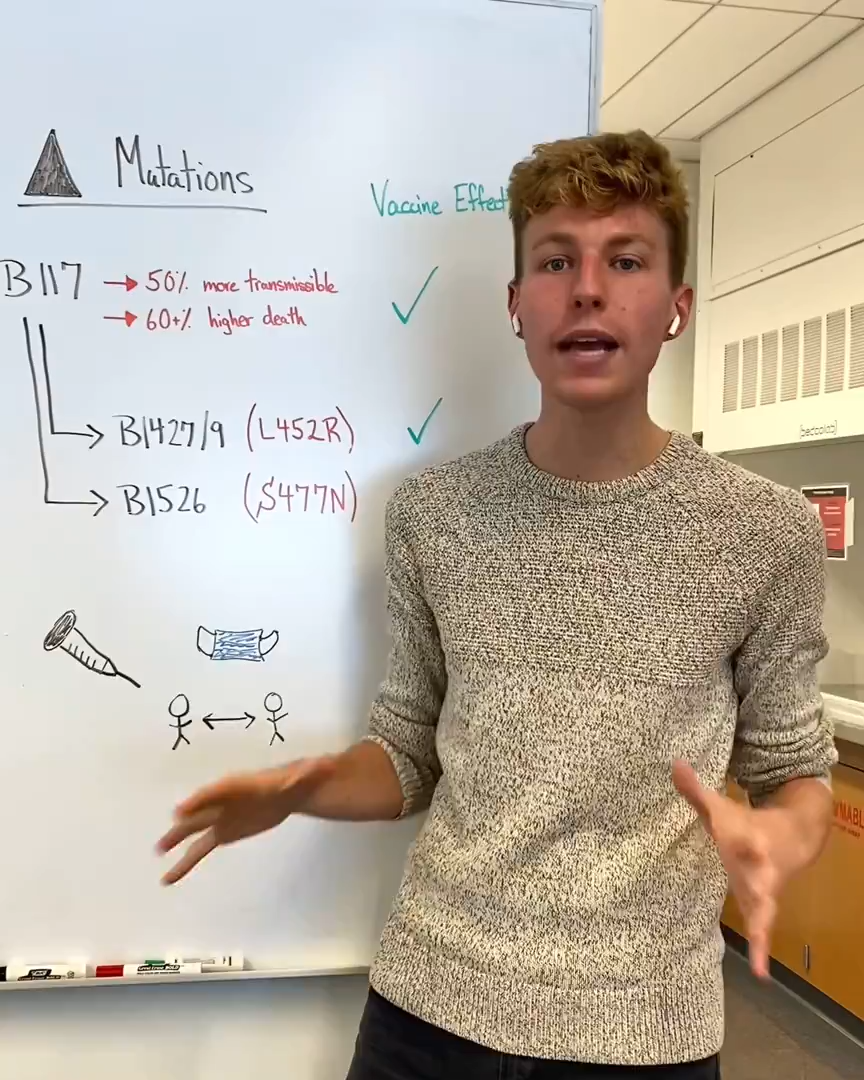 Mutations
Vaccine Effect
B117 → 50% more transmissible
→ 60+% higher death
B1427/9 (L452R)
B1526 (S477N)